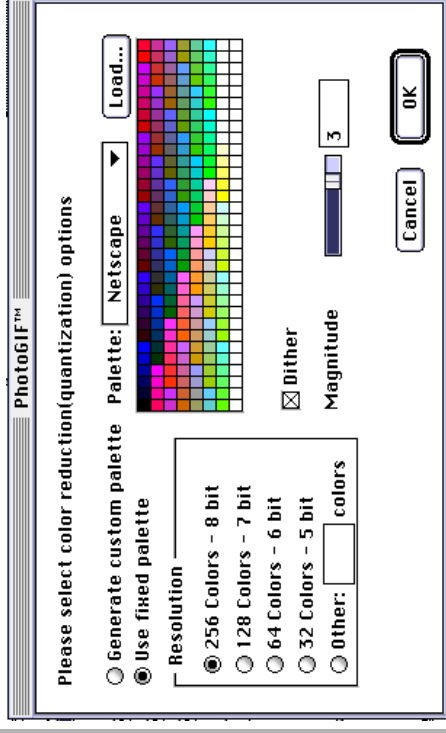 PhotoGIF™
Please select color reduction(quantization) options
Generate custom palette
Use fixed palette
Palette: Netscape Load...
Resolution
256 Colors - 8 bit
128 Colors - 7 bit
64 Colors - 6 bit
32 Colors - 5 bit
Other: colors
Dither
Magnitude 3
Cancel OK